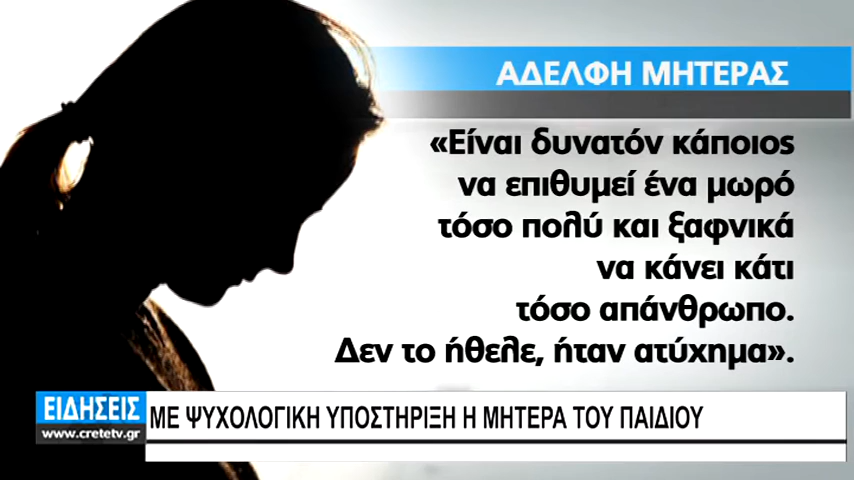 ΑΔΕΛΦΗ ΜΗΤΕΡΑΣ
«Είναι δυνατόν κάποιος
να επιθυμεί ένα μωρό
τόσο πολύ και ξαφνικά
να κάνει κάτι
τόσο απάνθρωπο.
Δεν το ήθελε, ήταν ατύχημα».
ΕΙΔΗΣΕΙΣ
www.cretetv.gr
ΜΕ ΨΥΧΟΛΟΓΙΚΗ ΥΠΟΣΤΗΡΙΞΗ Η ΜΗΤΕΡΑ ΤΟΥ ΠΑΙΔΙΟΥ